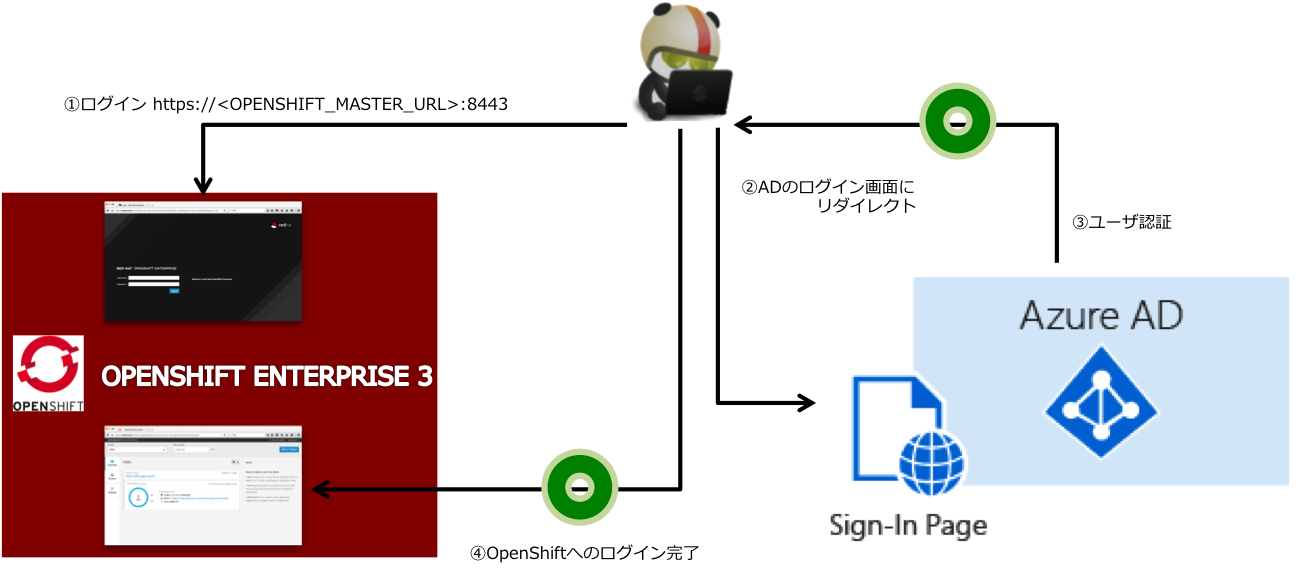 ①ログイン https://<OPENSHIFT_MASTER_URL>:8443
②ADのログイン画面に
リダイレクト
③ユーザ認証
Azure AD
RED HAT OPENSHIFT ENTERPRISE
OPENSHIFT
OPENSHIFT ENTERPRISE 3
Sign-In Page
④OpenShiftへのログイン完了